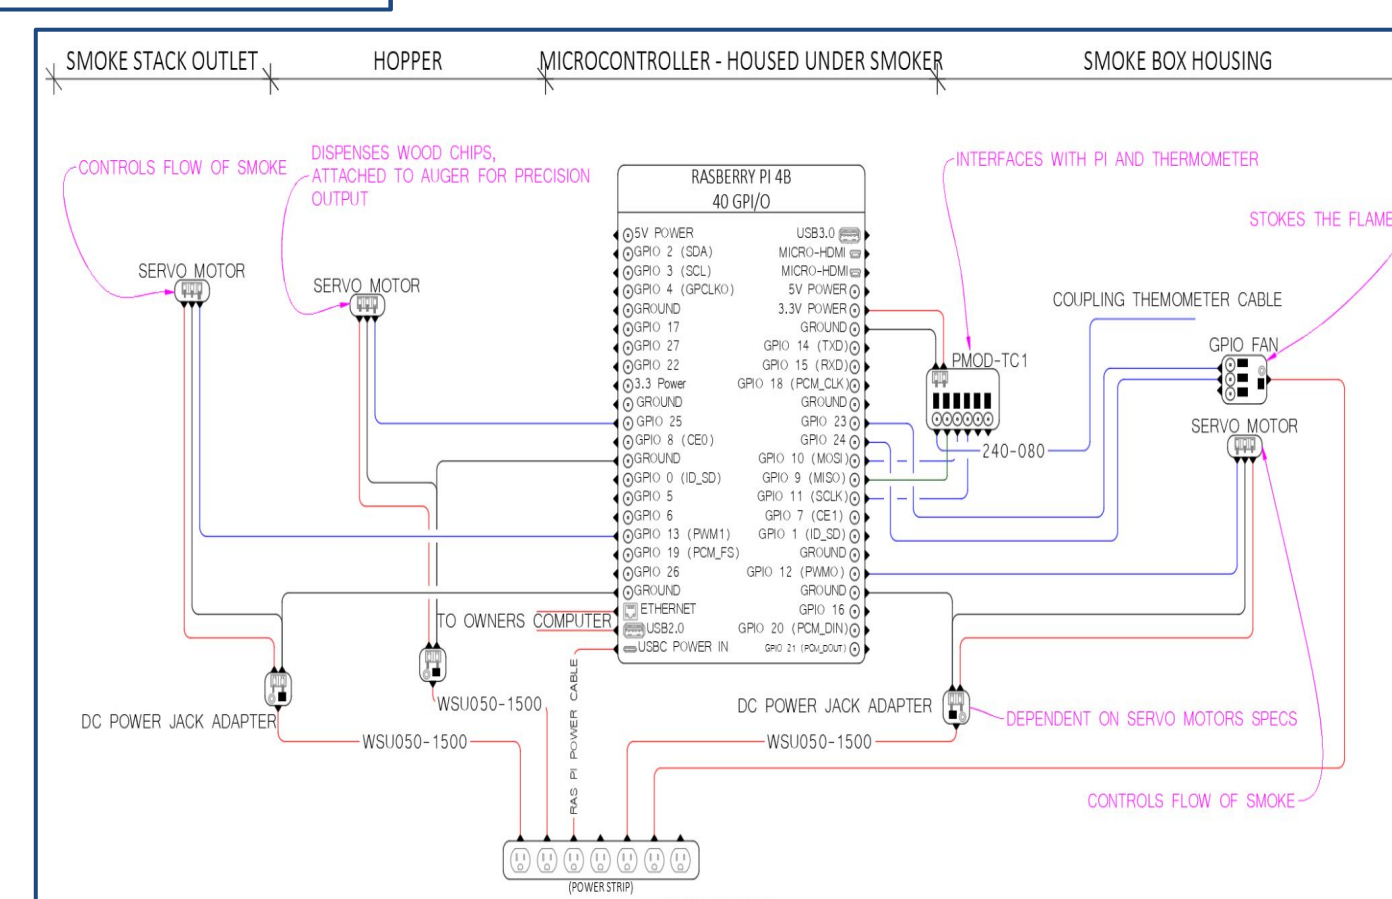 SMOKE STACK OUTLET
HOPPER
MICROCONTROLLER - HOUSED UNDER SMOKER
SMOKE BOX HOUSING
CONTROLS FLOW OF SMOKE
DISPENSES WOOD CHIPS,
ATTACHED TO AUGER FOR PRECISION
OUTPUT
SERVO MOTOR
SERVO MOTOR
RASBERRY PI 4B
40 GPI/O
5V POWER
GPIO 2 (SDA)
GPIO 3 (SCL)
GPIO 4 (GPCLKO)
GROUND
GPIO 17
GPIO 27
GPIO 22
3.3 Power
GROUND
GPIO 25
GPIO 8 (CE0)
GROUND
GPIO 0 (ID_SD)
GPIO 5
GPIO 6
GPIO 13 (PWM1)
GPIO 19 (PCM_FS)
GPIO 26
GROUND
ETHERNET
USB2.0
USBC POWER IN
USB3.0
MICRO-HDMI
MICRO-HDMI
5V POWER
3.3V POWER
GROUND
GPIO 14 (TXD)
GPIO 15 (RXD)
GPIO 18 (PCM_CLK)
GROUND
GPIO 23
GPIO 24
GPIO 10 (MOSI)
GPIO 9 (MISO)
GPIO 11 (SCLK)
GPIO 7 (CE1)
GPIO 1 (ID_SD)
GROUND
GPIO 12 (PWMO)
GROUND
GPIO 16
GPIO 20 (PCM_DIN)
GPIO 21 (PCM_DOUT)
TO OWNERS COMPUTER
INTERFACES WITH PI AND THERMOMETER
STOKES THE FLAME
COUPLING THEMOMETER CABLE
PMOD-TC1
GPIO FAN
SERVO MOTOR
240-080
DC POWER JACK ADAPTER
WSU050-1500
WSU050-1500
RAS PI POWER CABLE
DC POWER JACK ADAPTER
DEPENDENT ON SERVO MOTORS SPECS
WSU050-1500
CONTROLS FLOW OF SMOKE
(POWER STRIP)